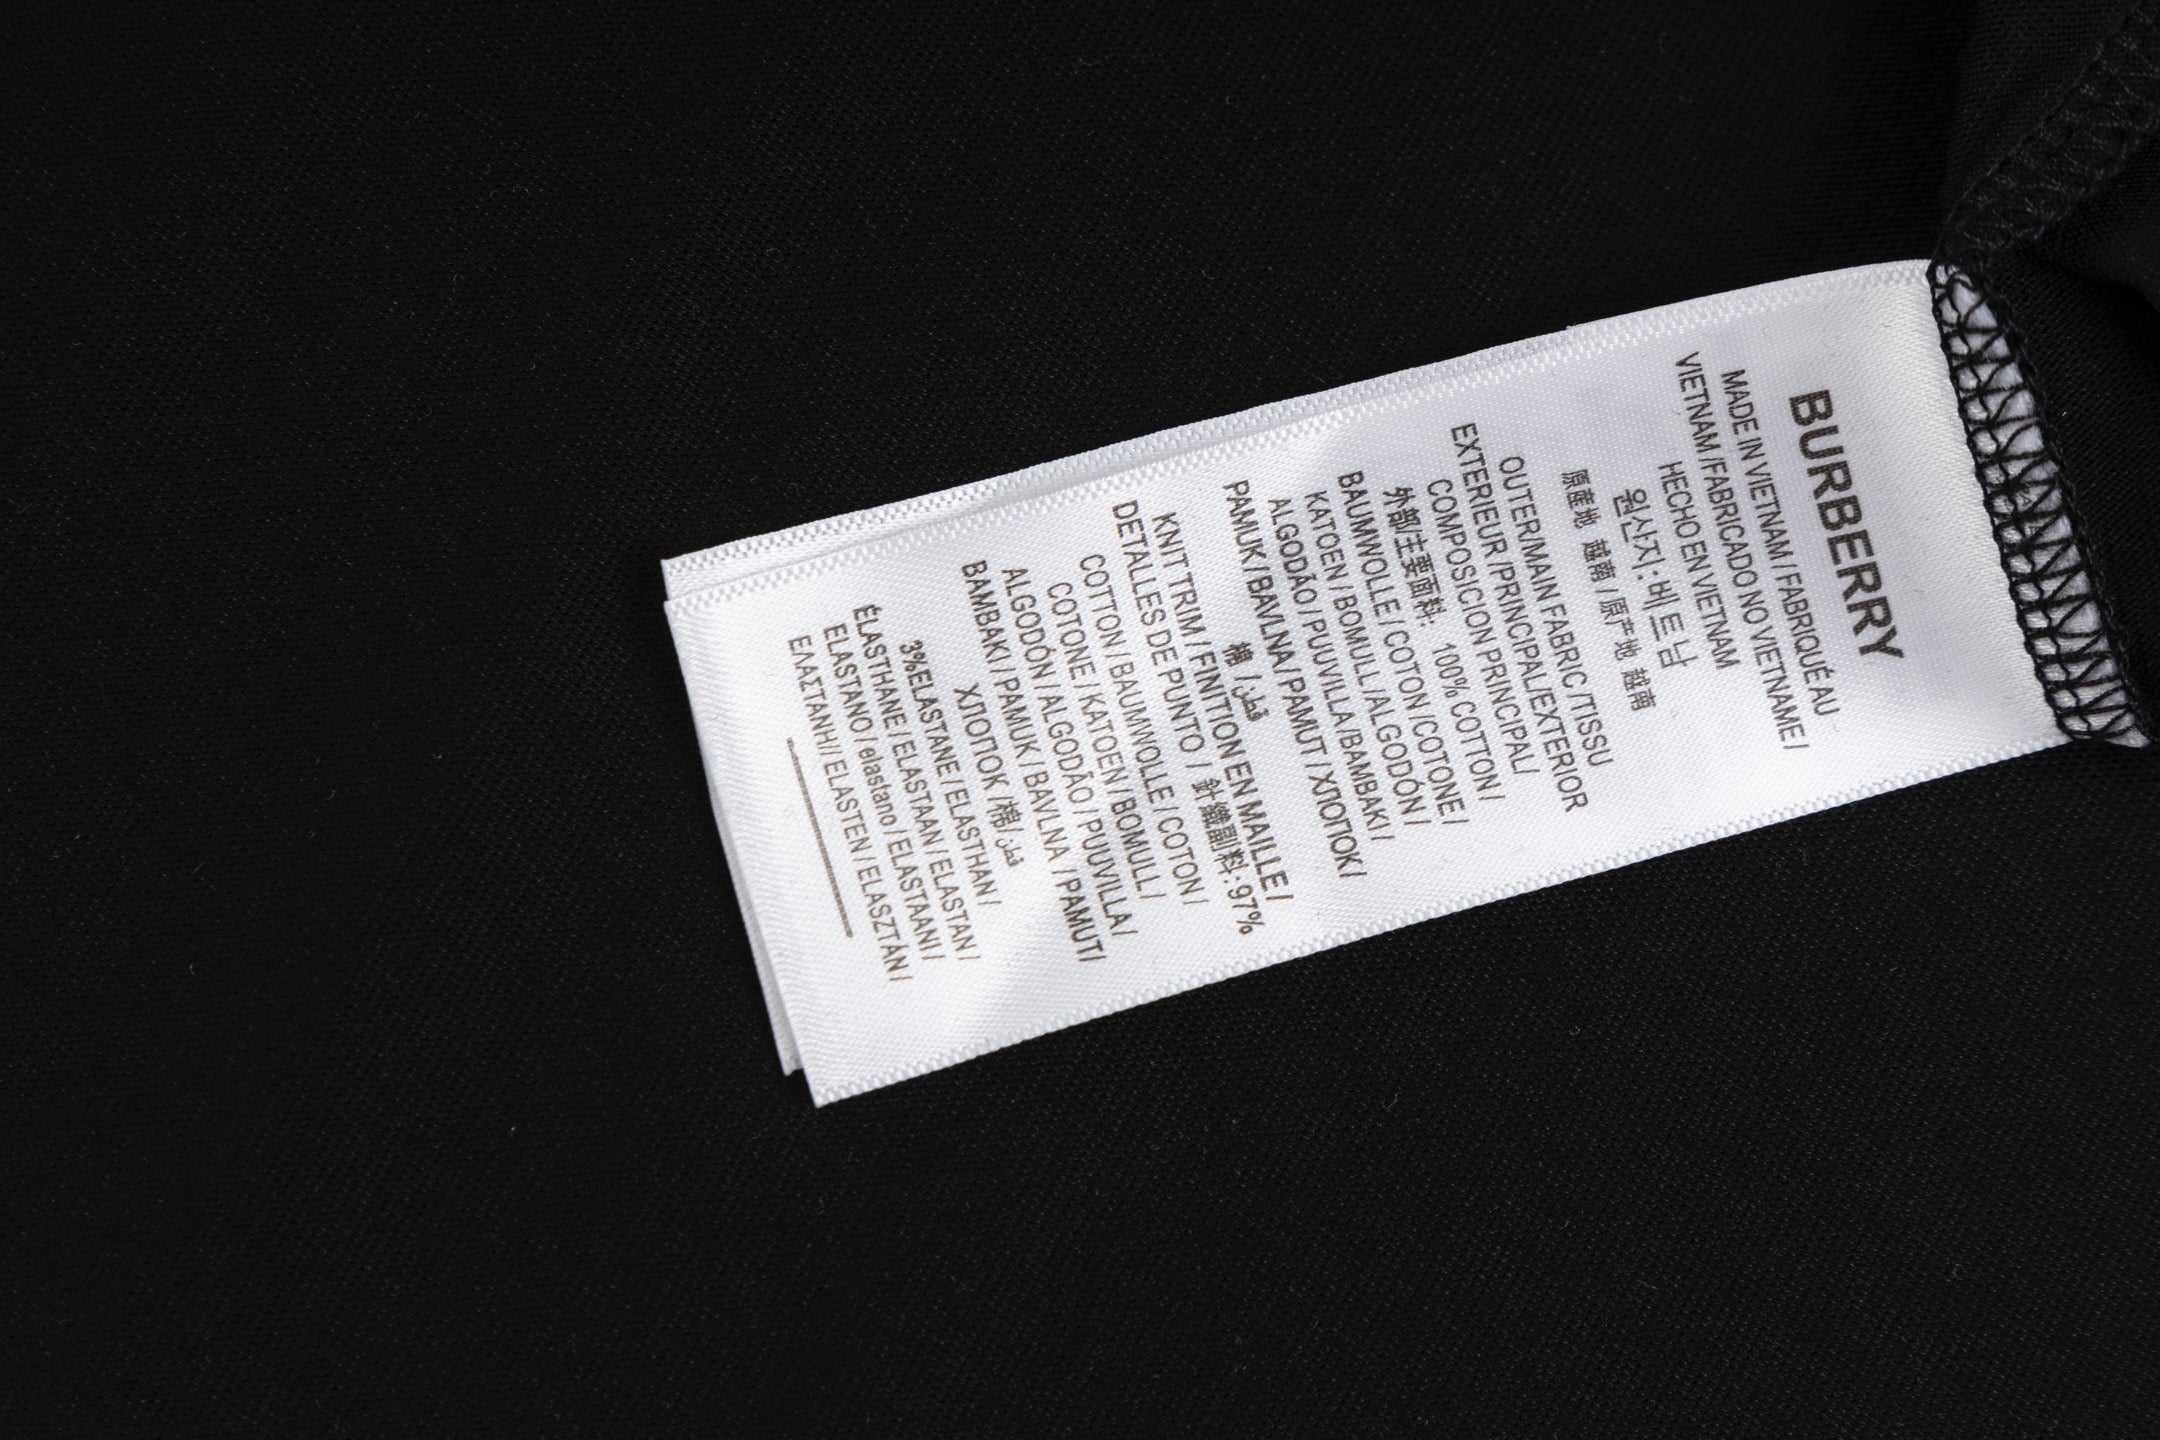 BURBERRY
MADE IN VIETNAM / FABRIQUÉ AU
VIETNAM /FABRICADO NO VIETNAME /
HECHO EN VIETNAM
원산지:베트남
原産地 越南 / 原产地 越南
OUTER/MAIN FABRIC /TISSU
EXTERIEUR /PRINCIPAL/EXTERIOR
COMPOSICION PRINCIPAL/
外部/主要面料: 100% COTTON /
BAUMWOLLE / COTON /COTONE /
KATOEN / BOMULL /ALGODÓN /
ALGODÃO / PUUVILLA /BAMBAKI /
PAMUK / BAVLNA / PAMUT / ХЛОПОК /
棉 / قطن
KNIT TRIM / FINITION EN MAILLE /
DETALLES DE PUNTO / 針織副料:97%
COTTON / BAUMWOLLE / COTON /
COTONE / KATOEN / BOMULL /
ALGODÓN / ALGODÃO / PUUVILLA /
BAMBAKI / PAMUK / BAVLNA / PAMUT/
ХЛОПОК /棉/ قطن
3%ELASTANE / ELASTHAN /
ÉLASTHANE / ELASTAAN / ELASTAN /
ELASTANO / elastano / ELASTAANI /
ΕΛΑΣΤΑΝΗ// ELASTEN / ELASZTÁN /